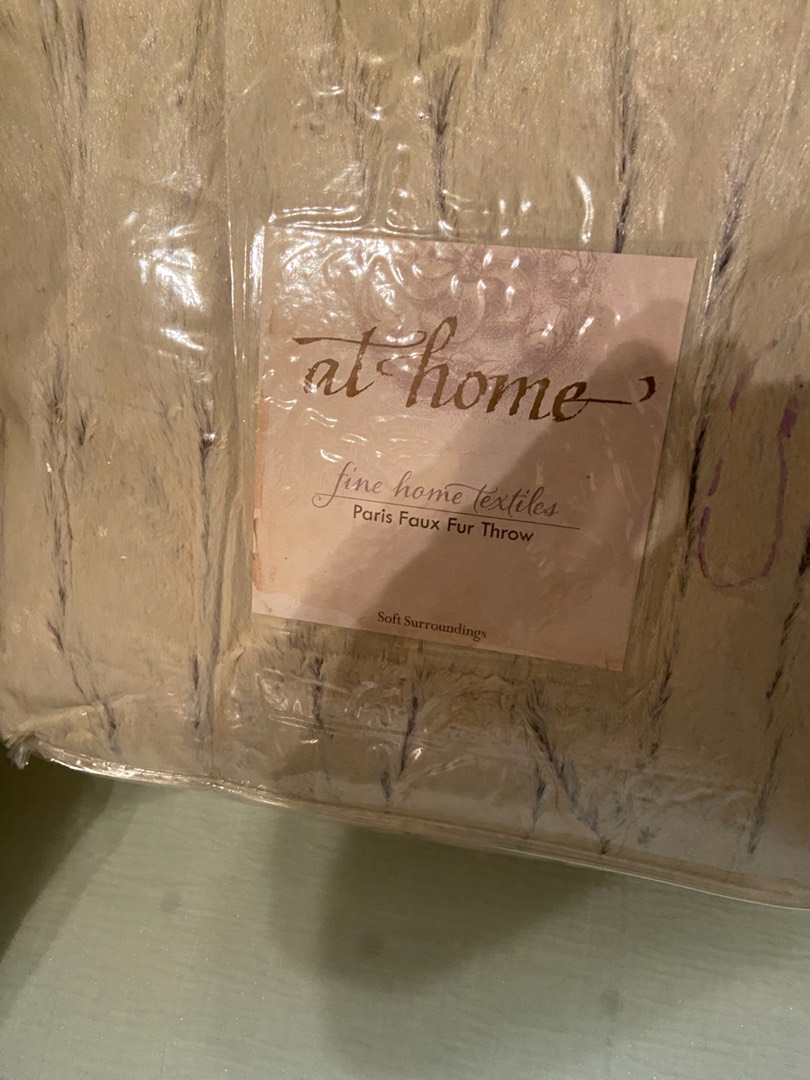 at home
fine home textiles
Paris Faux Fur Throw
Soft Surroundings